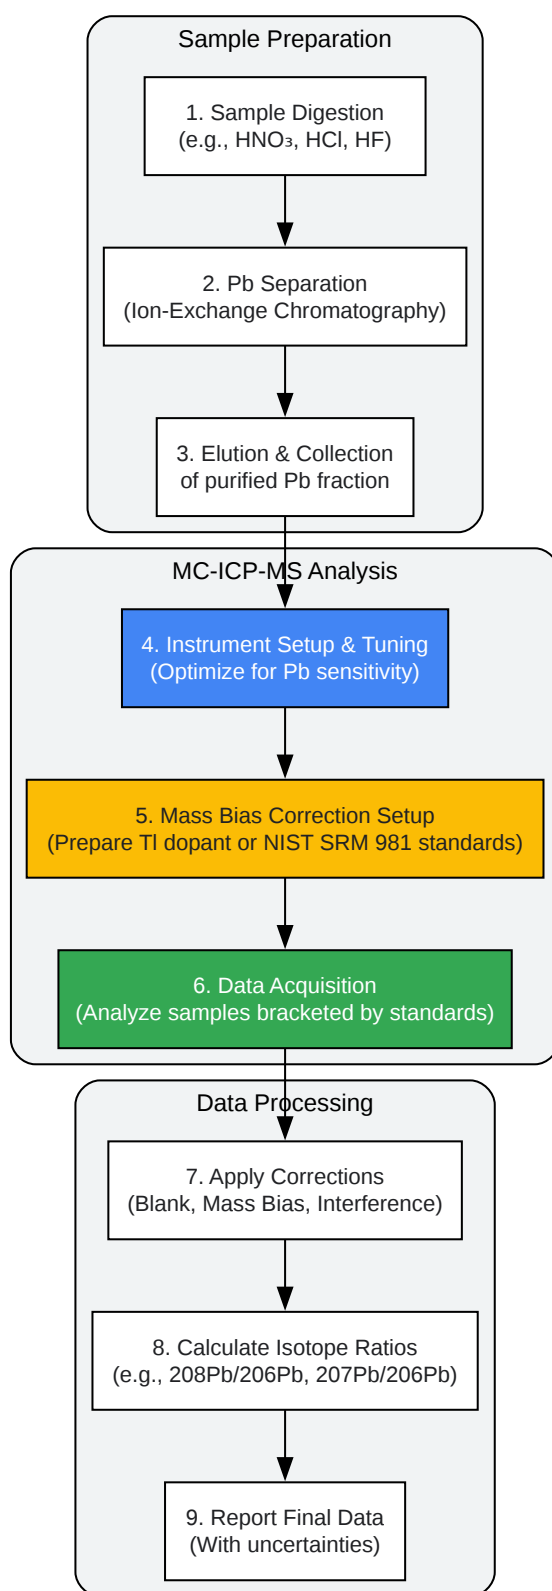 Sample Preparation
1. Sample Digestion
(e.g., HNO₃, HCl, HF)
2. Pb Separation
(Ion-Exchange Chromatography)
3. Elution & Collection
of purified Pb fraction
MC-ICP-MS Analysis
4. Instrument Setup & Tuning
(Optimize for Pb sensitivity)
5. Mass Bias Correction Setup
(Prepare Tl dopant or NIST SRM 981 standards)
6. Data Acquisition
(Analyze samples bracketed by standards)
Data Processing
7. Apply Corrections
(Blank, Mass Bias, Interference)
8. Calculate Isotope Ratios
(e.g., 208Pb/206Pb, 207Pb/206Pb)
9. Report Final Data
(With uncertainties)